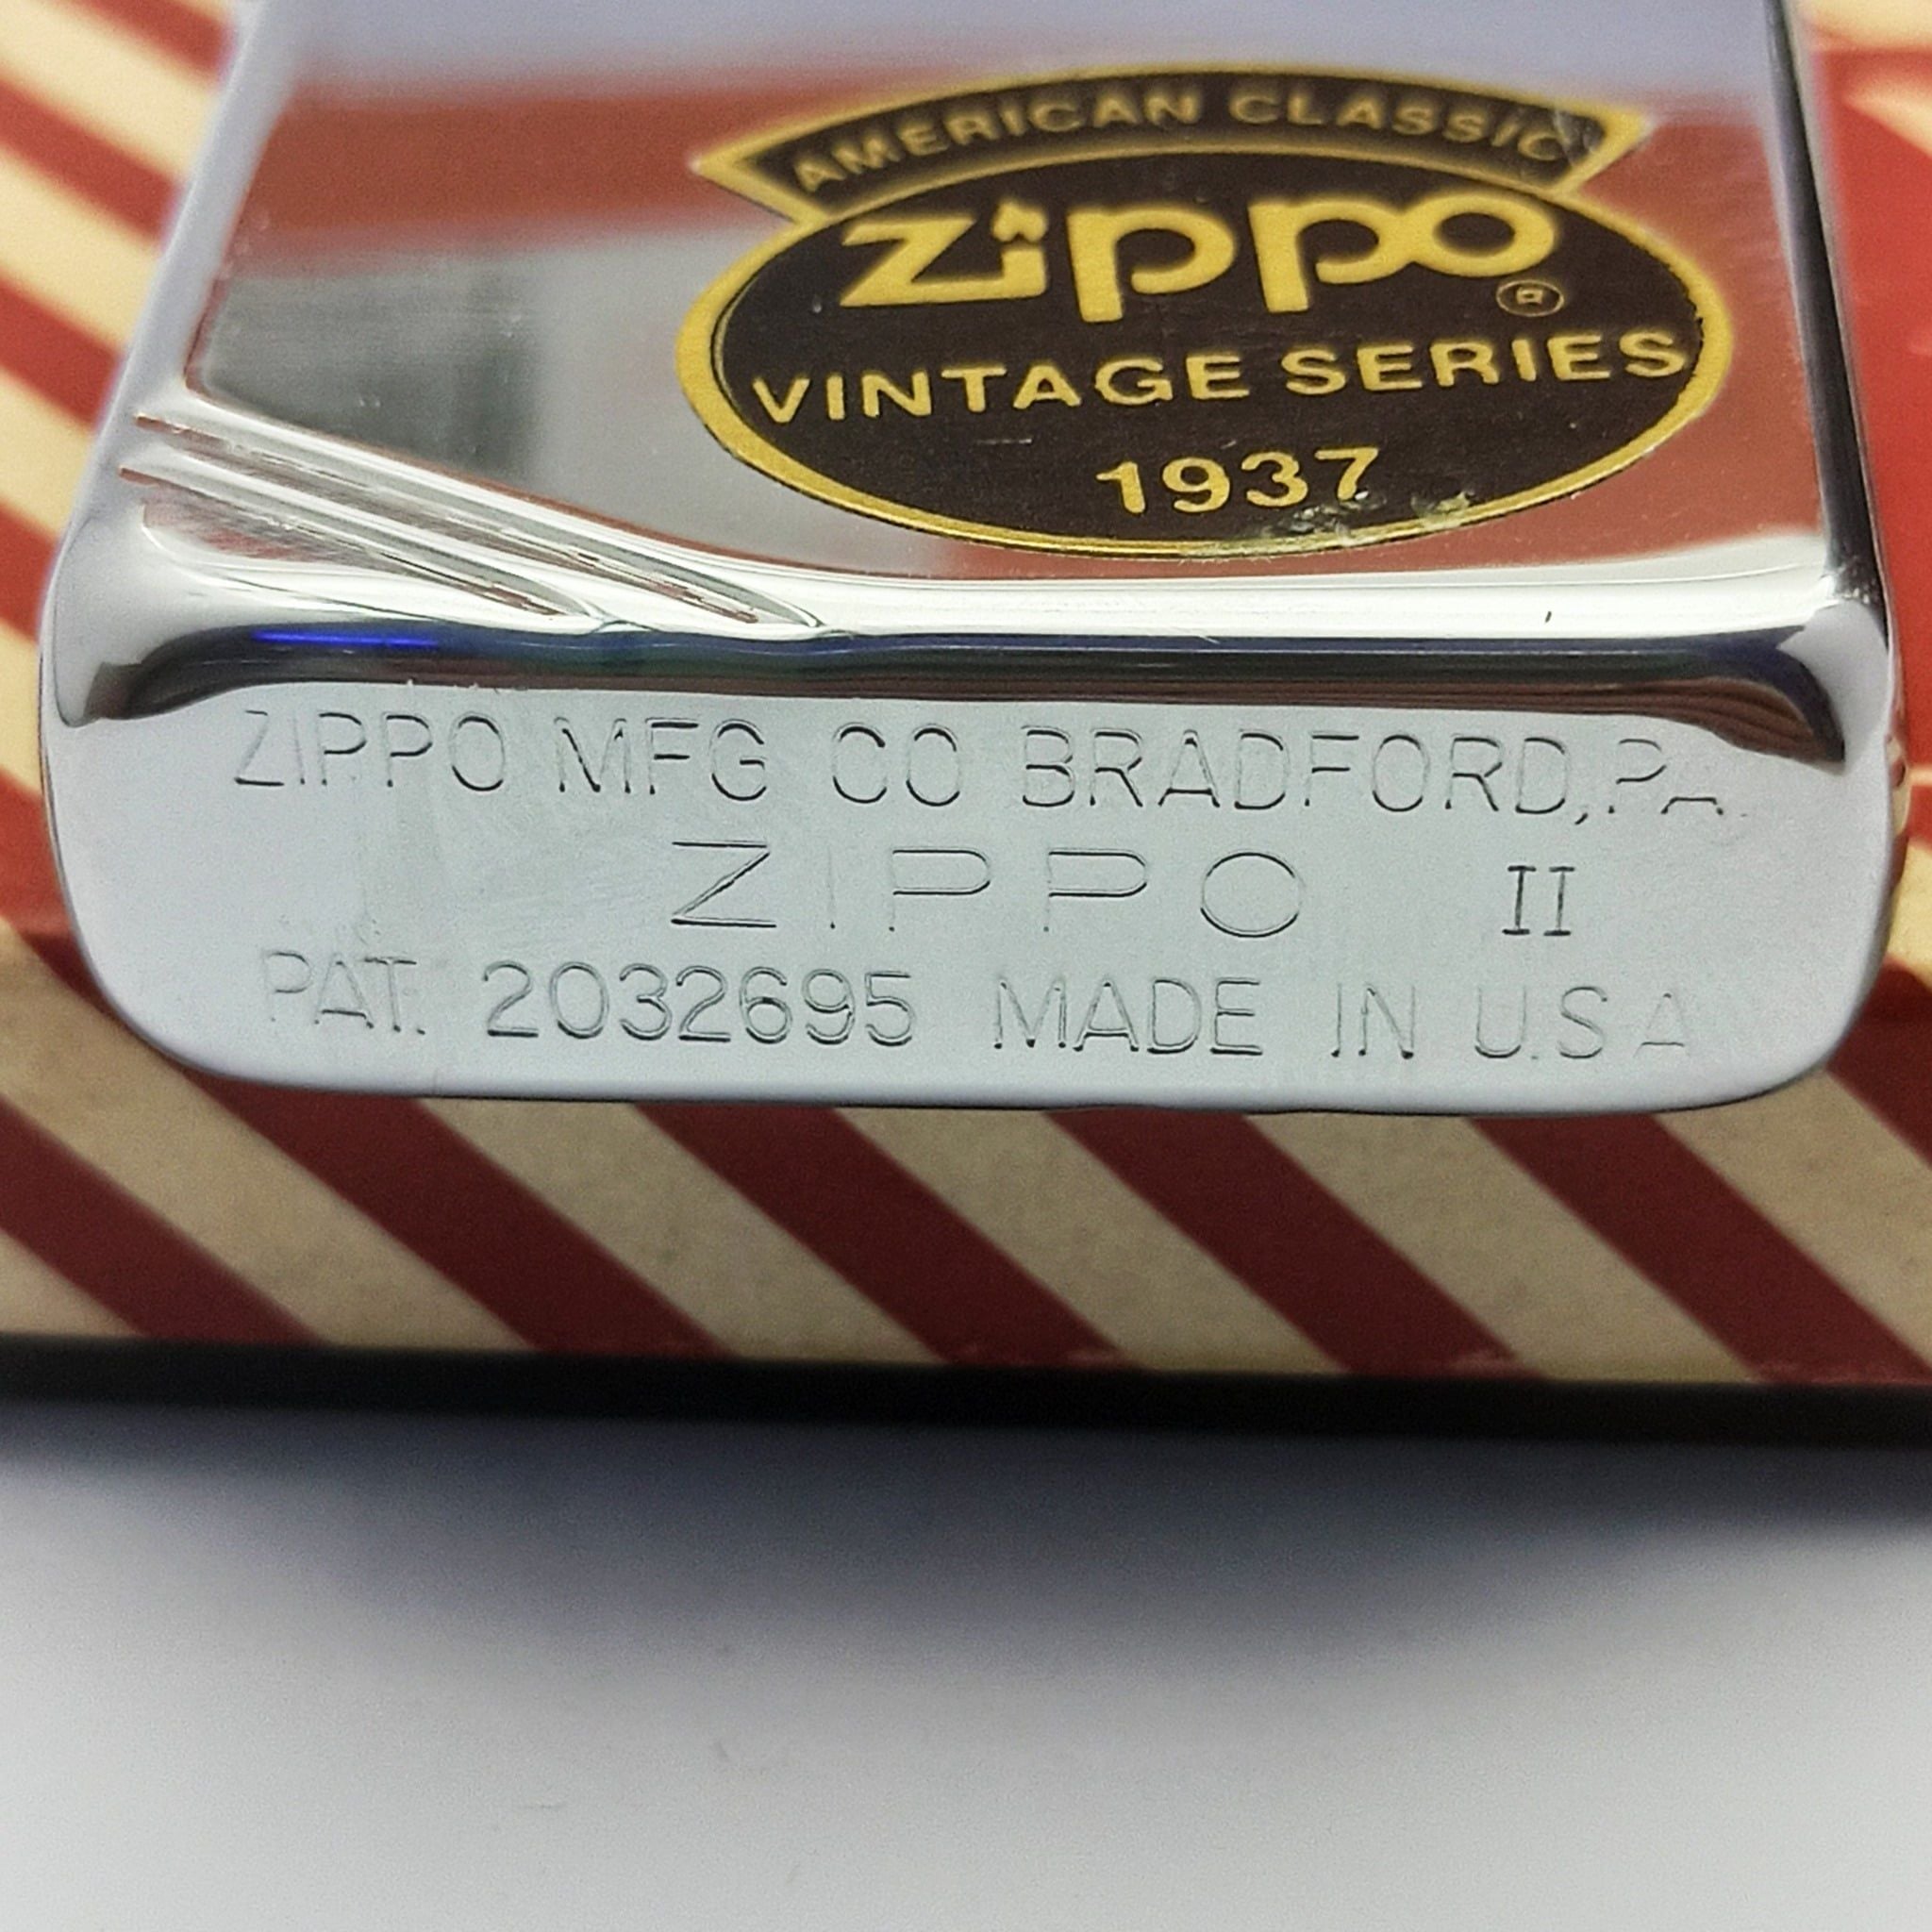 AMERICAN CLASSIC
Zippo ®
VINTAGE SERIES
1937
ZIPPO MFG CO BRADFORD, PA.
ZIPPO II
PAT. 2032695 MADE IN U.S A